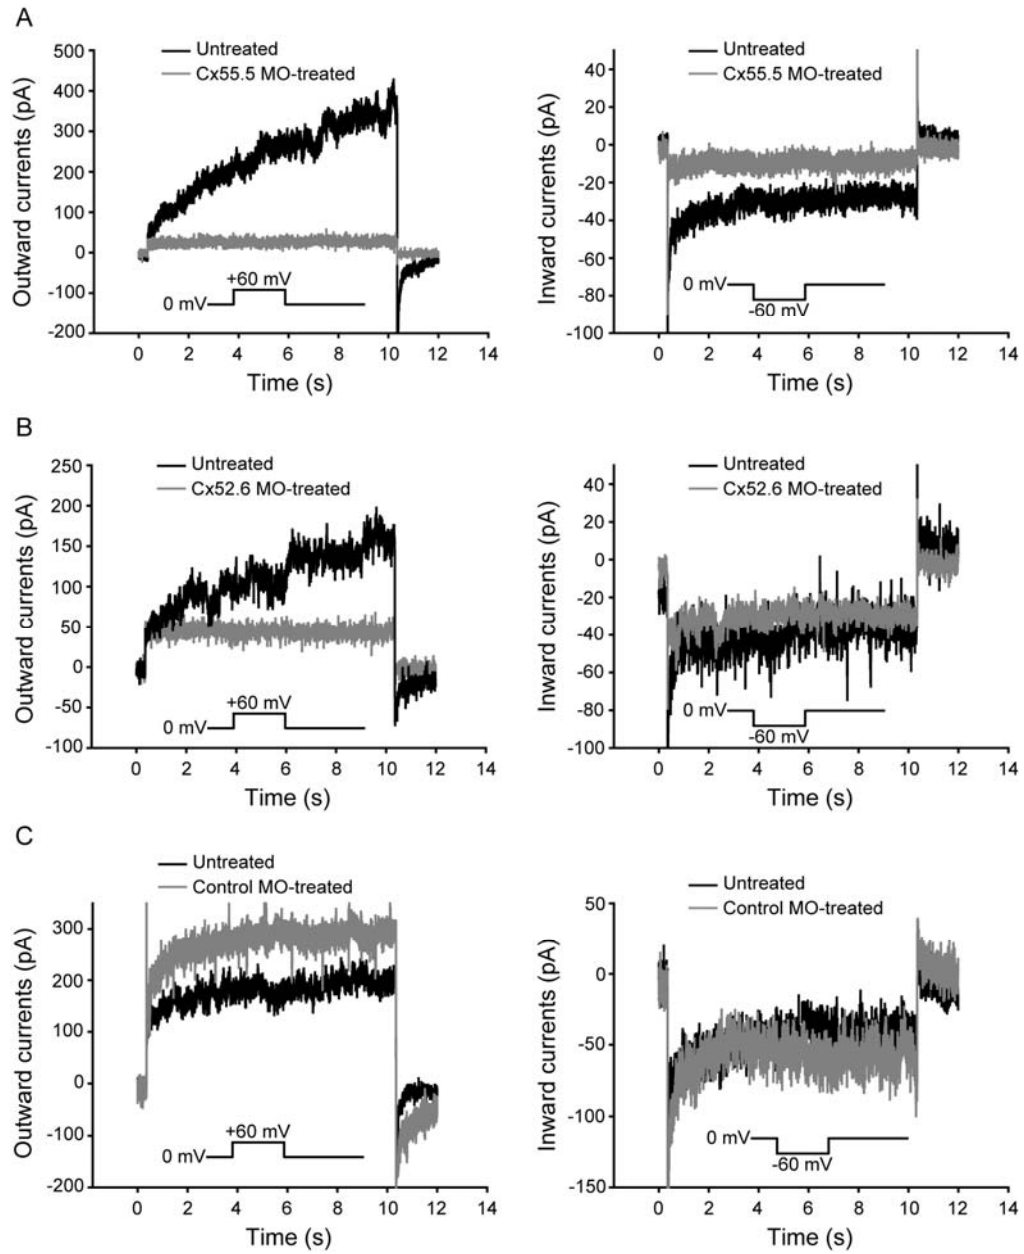 A
Untreated
Cx55.5 MO-treated
Outward currents (pA)
500
400
300
200
100
0
-100
-200
+60 mV
0 mV
0 2 4 6 8 10 12 14
Time (s)
Untreated
Cx55.5 MO-treated
Inward currents (pA)
40
20
0
-20
-40
-60
-80
-100
0 mV
-60 mV
0 2 4 6 8 10 12 14
Time (s)
B
Untreated
Cx52.6 MO-treated
Outward currents (pA)
250
200
150
100
50
0
-50
-100
+60 mV
0 mV
0 2 4 6 8 10 12 14
Time (s)
Untreated
Cx52.6 MO-treated
Inward currents (pA)
40
20
0
-20
-40
-60
-80
-100
0 mV
-60 mV
0 2 4 6 8 10 12 14
Time (s)
C
Untreated
Control MO-treated
Outward currents (pA)
300
200
100
0
-100
-200
+60 mV
0 mV
0 2 4 6 8 10 12 14
Time (s)
Untreated
Control MO-treated
Inward currents (pA)
50
0
-50
-100
-150
0 mV
-60 mV
0 2 4 6 8 10 12 14
Time (s)